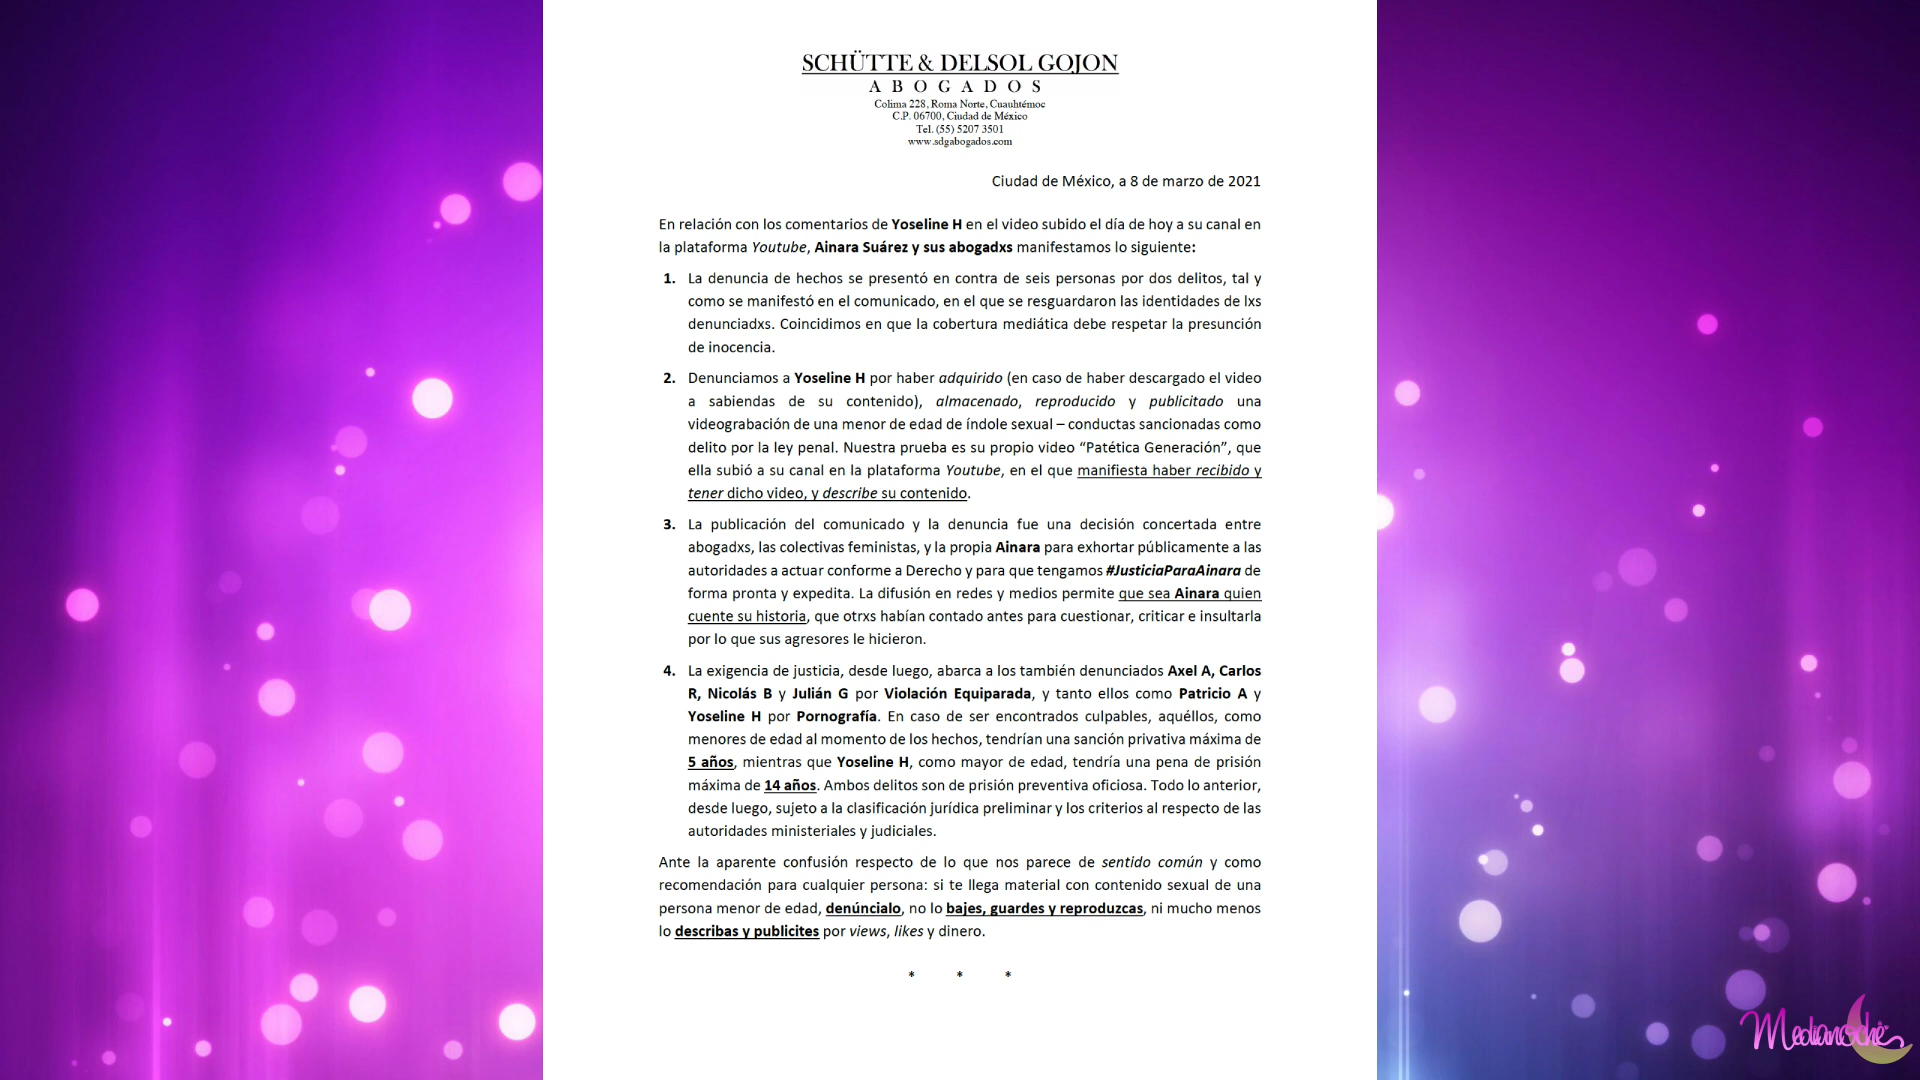 SCHÜTTE & DELSOL GOJON
ABOGADOS
Colima 228, Roma Norte, Cuauhtémoc
C.P. 06700, Ciudad de México
Tel. (55) 5207 3501
www.sdgabogados.com
Ciudad de México, a 8 de marzo de 2021
En relación con los comentarios de Yoseline H en el video subido el día de hoy a su canal en
la plataforma Youtube, Ainara Suárez y sus abogadxs manifestamos lo siguiente:
1. La denuncia de hechos se presentó en contra de seis personas por dos delitos, tal y
como se manifestó en el comunicado, en el que se resguardaron las identidades de lxs
denunciadxs. Coincidimos en que la cobertura mediática debe respetar la presunción
de inocencia.
2. Denunciamos a Yoseline H por haber adquirido (en caso de haber descargado el video
a sabiendas de su contenido), almacenado, reproducido y publicitado una
videograbación de una menor de edad de índole sexual – conductas sancionadas como
delito por la ley penal. Nuestra prueba es su propio video “Patética Generación”, que
ella subió a su canal en la plataforma Youtube, en el que manifiesta haber recibido y
tener dicho video, y describe su contenido.
3. La publicación del comunicado y la denuncia fue una decisión concertada entre
abogadxs, las colectivas feministas, y la propia Ainara para exhortar públicamente a las
autoridades a actuar conforme a Derecho y para que tengamos #JusticiaParaAinara de
forma pronta y expedita. La difusión en redes y medios permite que sea Ainara quien
cuente su historia, que otrxs habían contado antes para cuestionar, criticar e insultarla
por lo que sus agresores le hicieron.
4. La exigencia de justicia, desde luego, abarca a los también denunciados Axel A, Carlos
R, Nicolás B y Julián G por Violación Equiparada, y tanto ellos como Patricio A y
Yoseline H por Pornografía. En caso de ser encontrados culpables, aquéllos, como
menores de edad al momento de los hechos, tendrían una sanción privativa máxima de
5 años, mientras que Yoseline H, como mayor de edad, tendría una pena de prisión
máxima de 14 años. Ambos delitos son de prisión preventiva oficiosa. Todo lo anterior,
desde luego, sujeto a la clasificación jurídica preliminar y los criterios al respecto de las
autoridades ministeriales y judiciales.
Ante la aparente confusión respecto de lo que nos parece de sentido común y como
recomendación para cualquier persona: si te llega material con contenido sexual de una
persona menor de edad, denúncialo, no lo bajes, guardes y reproduzcas, ni mucho menos
lo describas y publicites por views, likes y dinero.
* * *
Medianoche